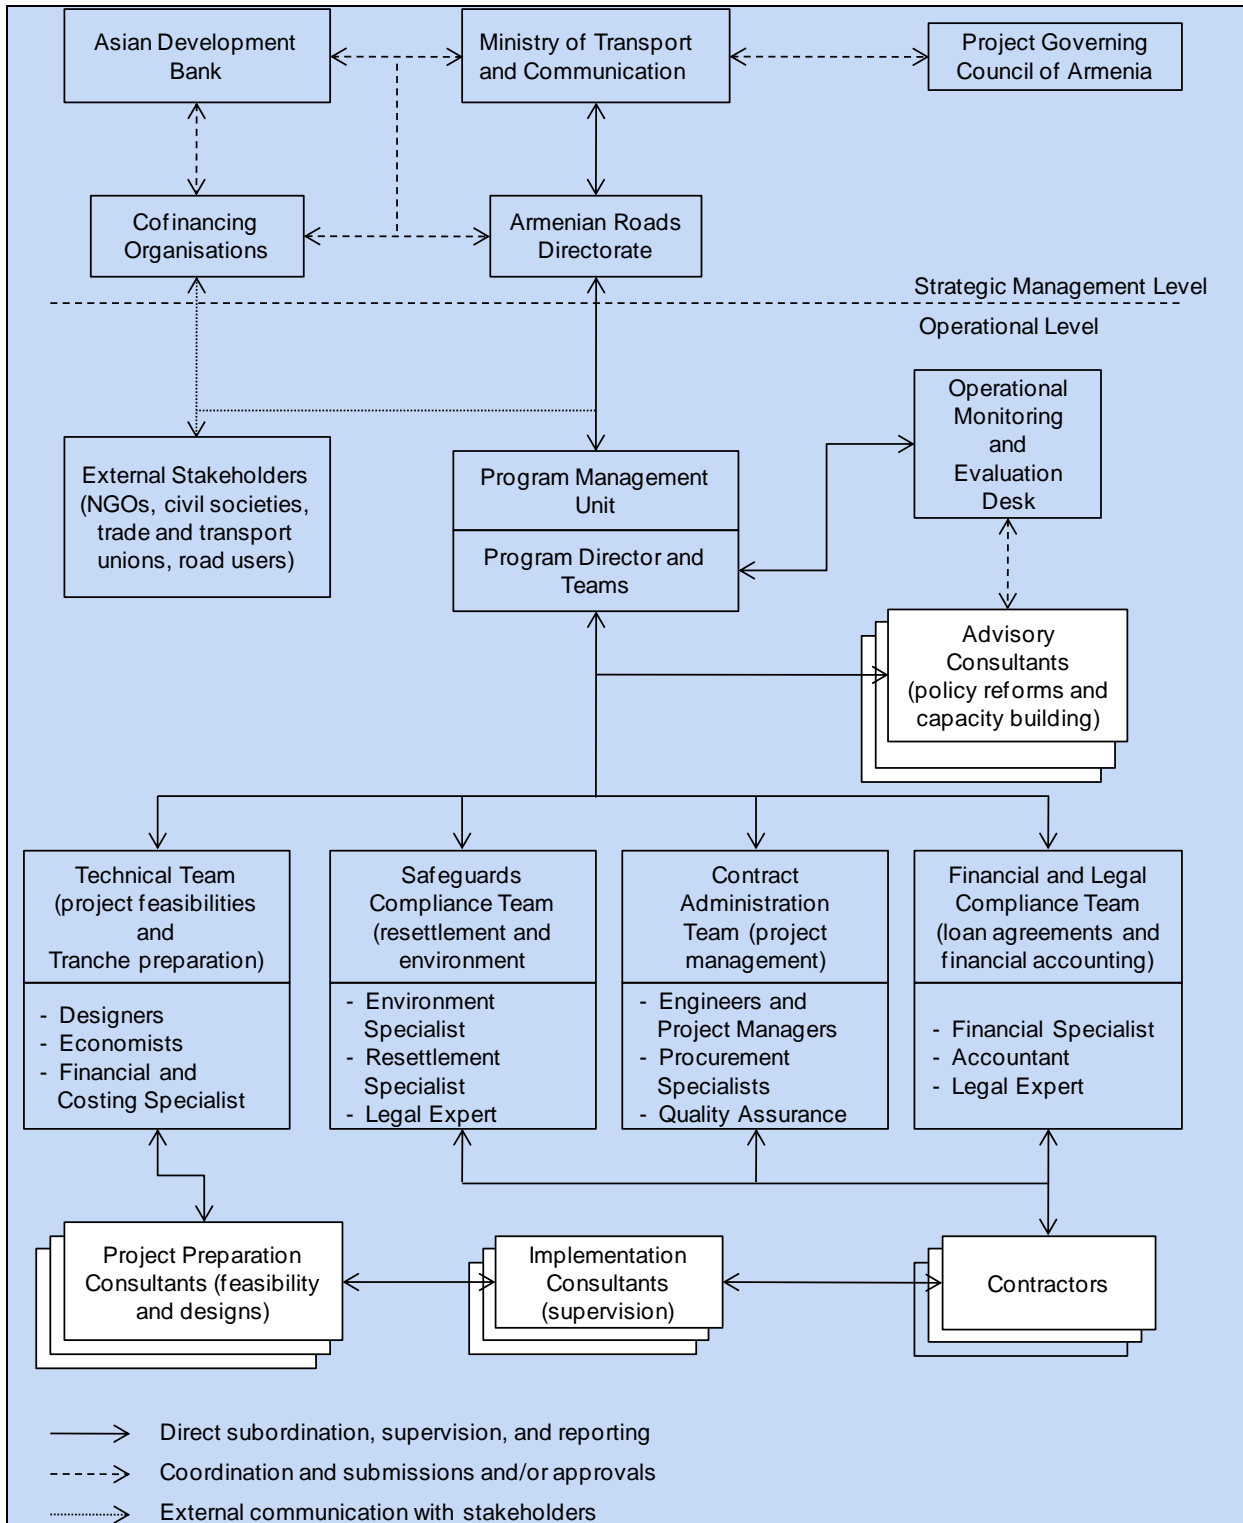 Asian Development
Bank
Ministry of Transport
and Communication
Project Governing
Council of Armenia
Cofinancing
Organisations
Armenian Roads
Directorate
Strategic Management Level
Operational Level
Operational
Monitoring
and
Evaluation
Desk
External Stakeholders
(NGOs, civil societies,
trade and transport
unions, road users)
Program Management
Unit
Program Director and
Teams
Advisory
Consultants
(policy reforms and
capacity building)
Technical Team
(project feasibilities
and
Tranche preparation)
- Designers
- Economists
- Financial and
Costing Specialist
Safeguards
Compliance Team
(resettlement and
environment
- Environment
Specialist
- Resettlement
Specialist
- Legal Expert
Contract
Administration
Team (project
management)
- Engineers and
Project Managers
- Procurement
Specialists
- Quality Assurance
Financial and Legal
Compliance Team
(loan agreements and
financial accounting)
- Financial Specialist
- Accountant
- Legal Expert
Project Preparation
Consultants (feasibility
and designs)
Implementation
Consultants
(supervision)
Contractors
Direct subordination, supervision, and reporting
Coordination and submissions and/or approvals
External communication with stakeholders